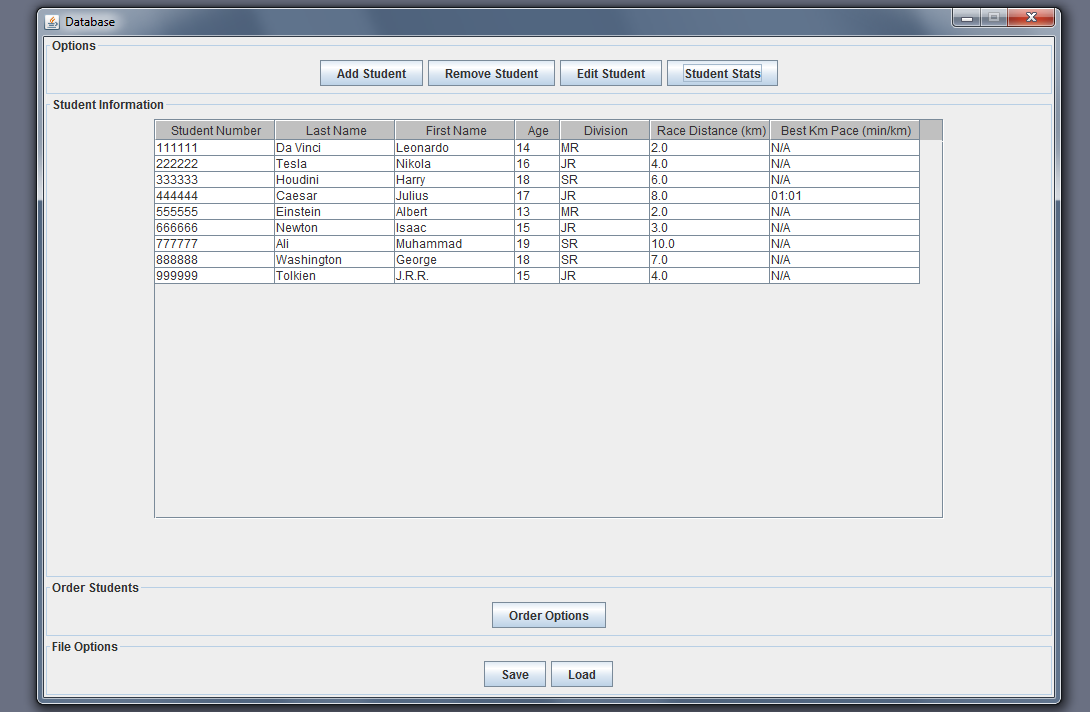 Database
Options
Add Student Remove Student Edit Student Student Stats
Student Information
Student Number Last Name First Name Age Division Race Distance (km) Best Km Pace (min/km)
111111 Da Vinci Leonardo 14 MR 2.0 N/A
222222 Tesla Nikola 16 JR 4.0 N/A
333333 Houdini Harry 18 SR 6.0 N/A
444444 Caesar Julius 17 JR 8.0 01:01
555555 Einstein Albert 13 MR 2.0 N/A
666666 Newton Isaac 15 JR 3.0 N/A
777777 Ali Muhammad 19 SR 10.0 N/A
888888 Washington George 18 SR 7.0 N/A
999999 Tolkien J.R.R. 15 JR 4.0 N/A
Order Students
Order Options
File Options
Save Load